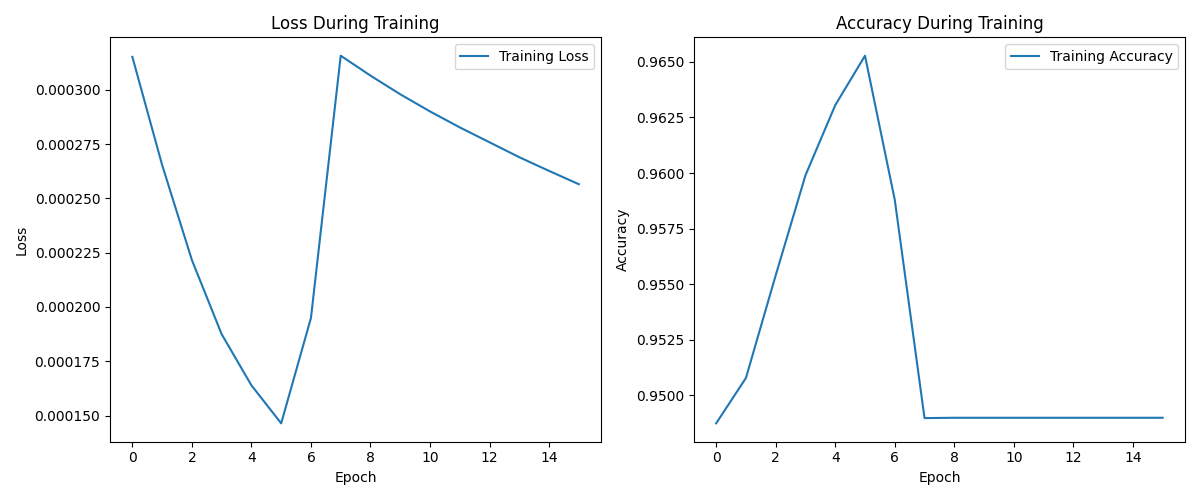 Loss During Training
Training Loss
0.000300
0.000275
0.000250
0.000225
0.000200
0.000175
0.000150
Loss
0 2 4 6 8 10 12 14
Epoch
Accuracy During Training
Training Accuracy
0.9650
0.9625
0.9600
0.9575
0.9550
0.9525
0.9500
Accuracy
0 2 4 6 8 10 12 14
Epoch